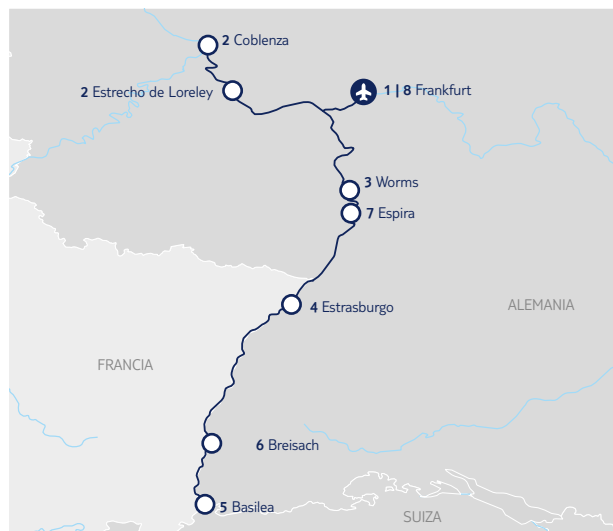 2 Coblenza
2 Estrecho de Loreley
1 | 8 Frankfurt
3 Worms
7 Espira
4 Estrasburgo
ALEMANIA
FRANCIA
6 Breisach
5 Basilea
SUIZA